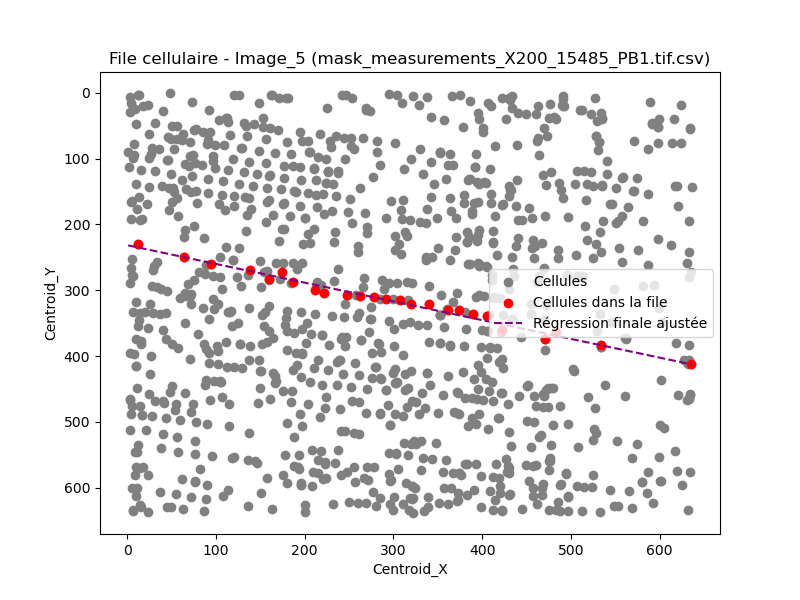 File cellulaire - Image_5 (mask_measurements_X200_15485_PB1.tif.csv)
0
100
200
300
400
500
600
Centroid_Y
Cellules
Cellules dans la file
Régression finale ajustée
0 100 200 300 400 500 600
Centroid_X